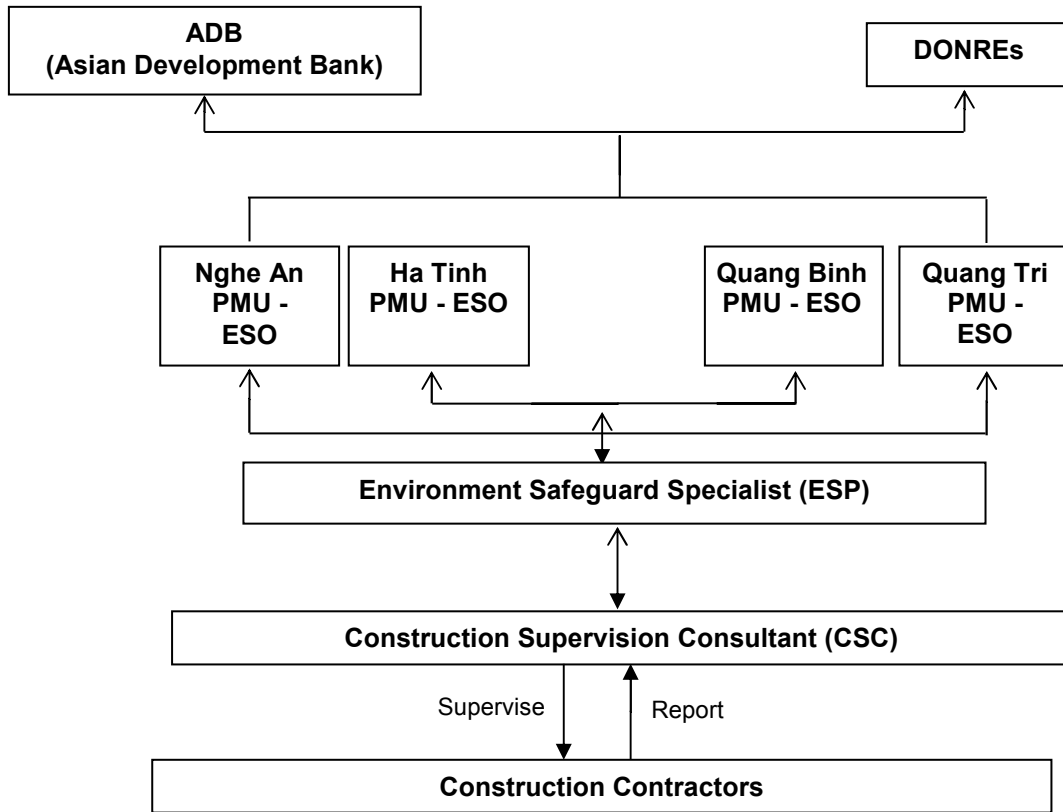 ADB
(Asian Development Bank)
DONREs
Nghe An
PMU -
ESO
Ha Tinh
PMU - ESO
Quang Binh
PMU - ESO
Quang Tri
PMU -
ESO
Environment Safeguard Specialist (ESP)
Construction Supervision Consultant (CSC)
Supervise
Report
Construction Contractors